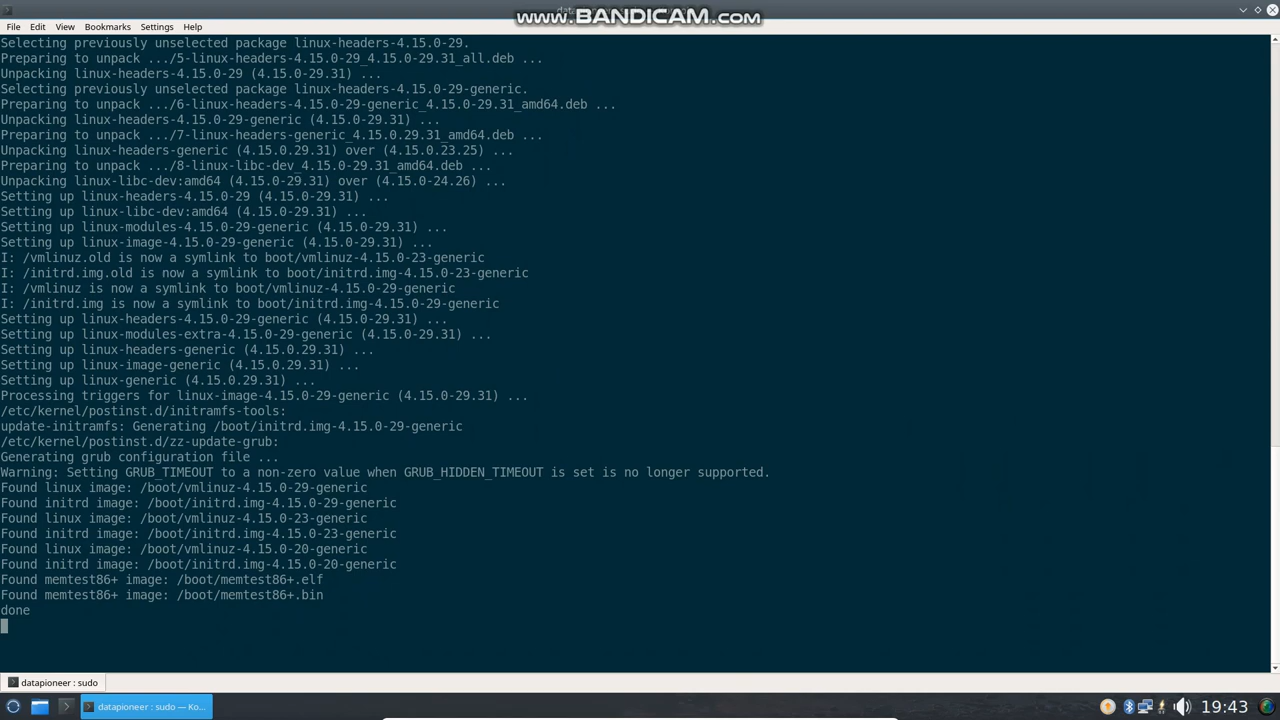 www.BANDICAM.com
File Edit View Bookmarks Settings Help
Selecting previously unselected package linux-headers-4.15.0-29.
Preparing to unpack .../5-linux-headers-4.15.0-29_4.15.0-29.31_all.deb ...
Unpacking linux-headers-4.15.0-29 (4.15.0-29.31) ...
Selecting previously unselected package linux-headers-4.15.0-29-generic.
Preparing to unpack .../6-linux-headers-4.15.0-29-generic_4.15.0-29.31_amd64.deb ...
Unpacking linux-headers-4.15.0-29-generic (4.15.0-29.31) ...
Preparing to unpack .../7-linux-headers-generic_4.15.0.29.31_amd64.deb ...
Unpacking linux-headers-generic (4.15.0.29.31) over (4.15.0.23.25) ...
Preparing to unpack .../8-linux-libc-dev_4.15.0-29.31_amd64.deb ...
Unpacking linux-libc-dev:amd64 (4.15.0-29.31) over (4.15.0-24.26) ...
Setting up linux-headers-4.15.0-29 (4.15.0-29.31) ...
Setting up linux-libc-dev:amd64 (4.15.0-29.31) ...
Setting up linux-modules-4.15.0-29-generic (4.15.0-29.31) ...
Setting up linux-image-4.15.0-29-generic (4.15.0-29.31) ...
I: /vmlinuz.old is now a symlink to boot/vmlinuz-4.15.0-23-generic
I: /initrd.img.old is now a symlink to boot/initrd.img-4.15.0-23-generic
I: /vmlinuz is now a symlink to boot/vmlinuz-4.15.0-29-generic
I: /initrd.img is now a symlink to boot/initrd.img-4.15.0-29-generic
Setting up linux-headers-4.15.0-29-generic (4.15.0-29.31) ...
Setting up linux-modules-extra-4.15.0-29-generic (4.15.0-29.31) ...
Setting up linux-headers-generic (4.15.0.29.31) ...
Setting up linux-image-generic (4.15.0.29.31) ...
Setting up linux-generic (4.15.0.29.31) ...
Processing triggers for linux-image-4.15.0-29-generic (4.15.0-29.31) ...
/etc/kernel/postinst.d/initramfs-tools:
update-initramfs: Generating /boot/initrd.img-4.15.0-29-generic
/etc/kernel/postinst.d/zz-update-grub:
Generating grub configuration file ...
Warning: Setting GRUB_TIMEOUT to a non-zero value when GRUB_HIDDEN_TIMEOUT is set is no longer supported.
Found linux image: /boot/vmlinuz-4.15.0-29-generic
Found initrd image: /boot/initrd.img-4.15.0-29-generic
Found linux image: /boot/vmlinuz-4.15.0-23-generic
Found initrd image: /boot/initrd.img-4.15.0-23-generic
Found linux image: /boot/vmlinuz-4.15.0-20-generic
Found initrd image: /boot/initrd.img-4.15.0-20-generic
Found memtest86+ image: /boot/memtest86+.elf
Found memtest86+ image: /boot/memtest86+.bin
done
datapioneer : sudo
datapioneer : sudo — Ko...
19:43